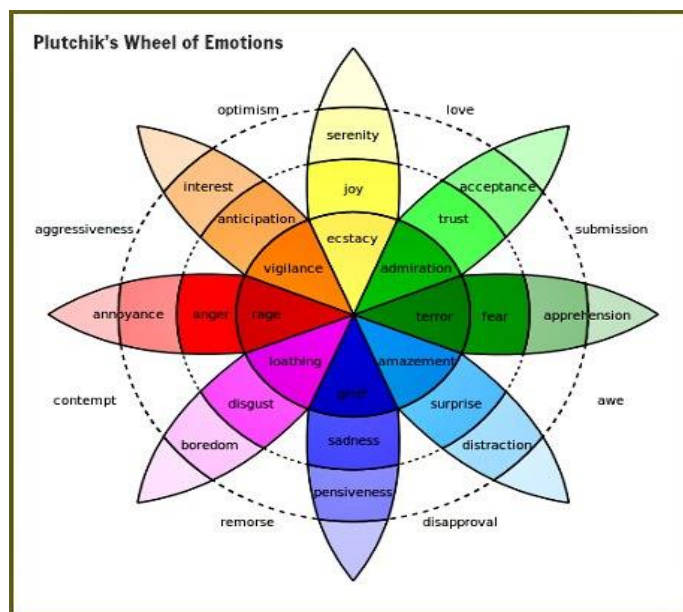 Plutchik's Wheel of Emotions
optimism
love
serenity
interest
acceptance
joy
anticipation
trust
aggressiveness
submission
ecstacy
vigilance
admiration
annoyance
anger
rage
terror
fear
apprehension
loathing
amazement
grief
contempt
awe
disgust
surprise
boredom
sadness
distraction
pensiveness
remorse
disapproval